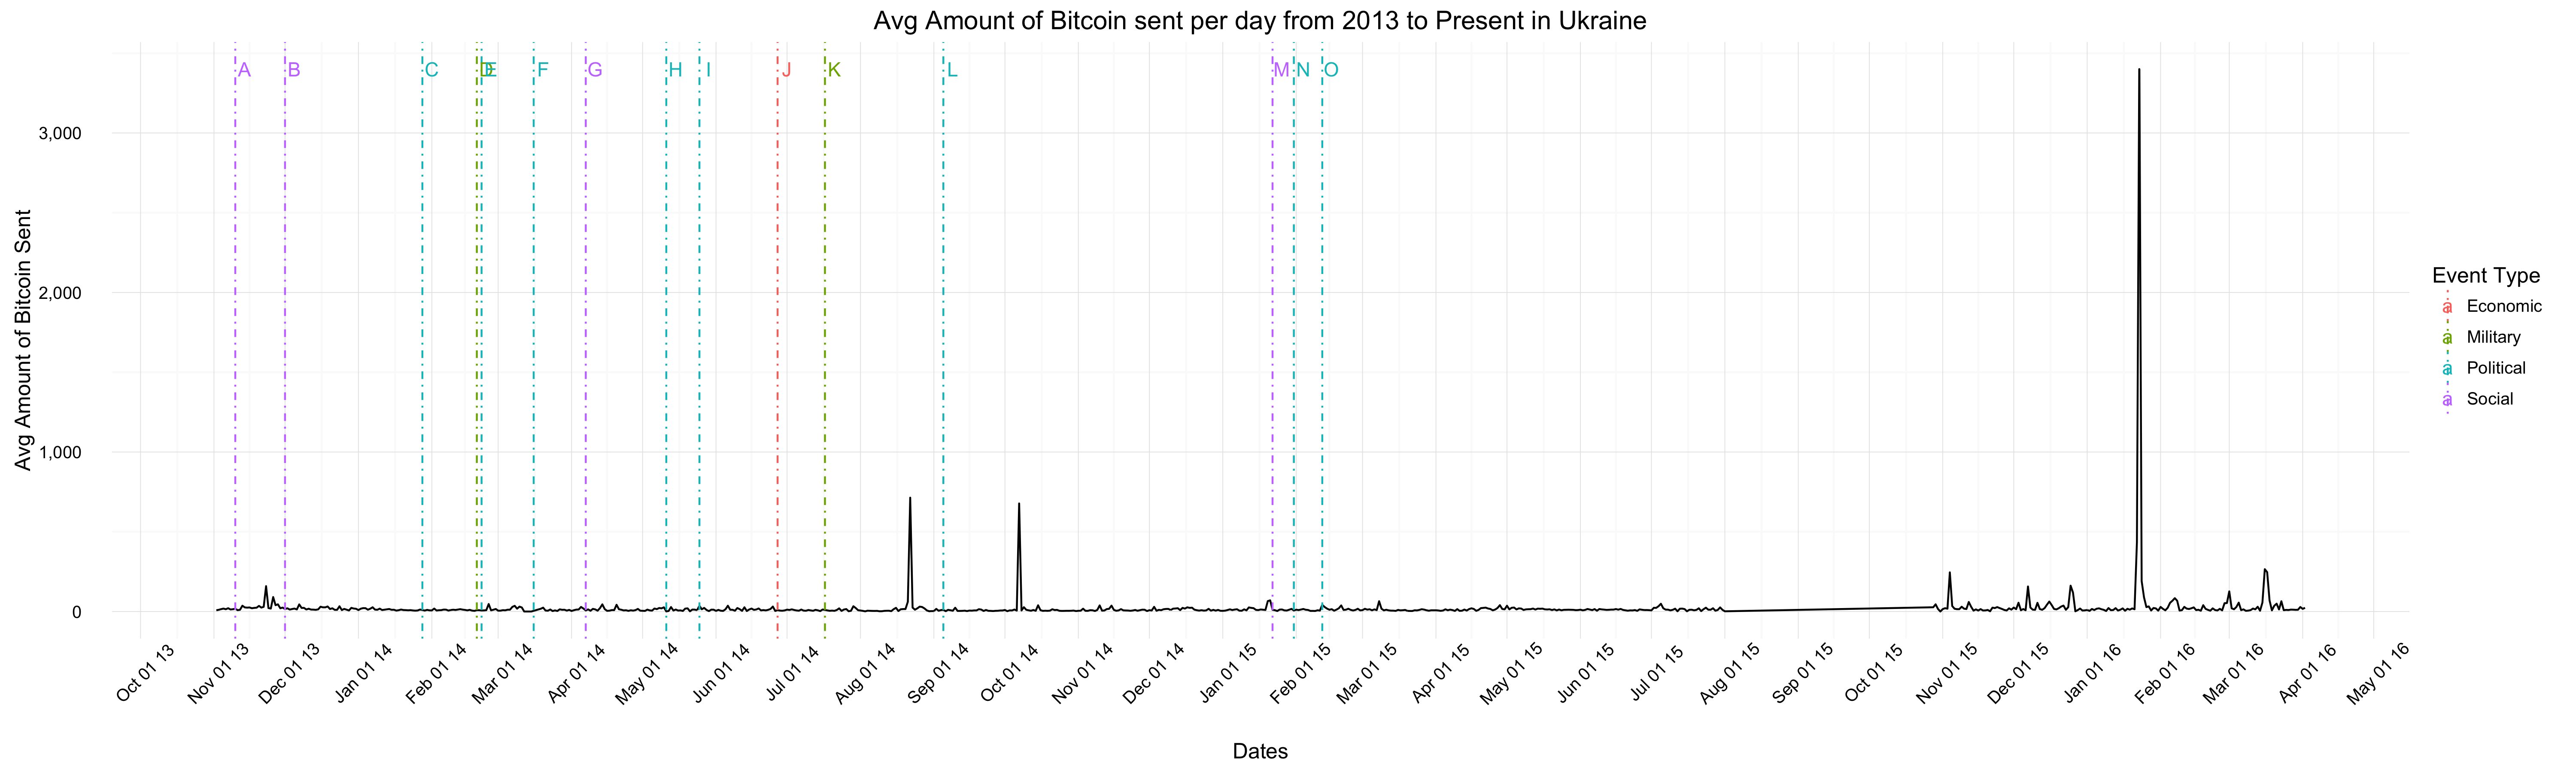 Avg Amount of Bitcoin sent per day from 2013 to Present in Ukraine
A B C D E F G H I J K L M N O
3,000
2,000
1,000
0
Avg Amount of Bitcoin Sent
Oct 01 13 Nov 01 13 Dec 01 13 Jan 01 14 Feb 01 14 Mar 01 14 Apr 01 14 May 01 14 Jun 01 14 Jul 01 14 Aug 01 14 Sep 01 14 Oct 01 14 Nov 01 14 Dec 01 14 Jan 01 15 Feb 01 15 Mar 01 15 Apr 01 15 May 01 15 Jun 01 15 Jul 01 15 Aug 01 15 Sep 01 15 Oct 01 15 Nov 01 15 Dec 01 15 Jan 01 16 Feb 01 16 Mar 01 16 Apr 01 16 May 01 16
Dates
Event Type
a Economic
a Military
a Political
a Social